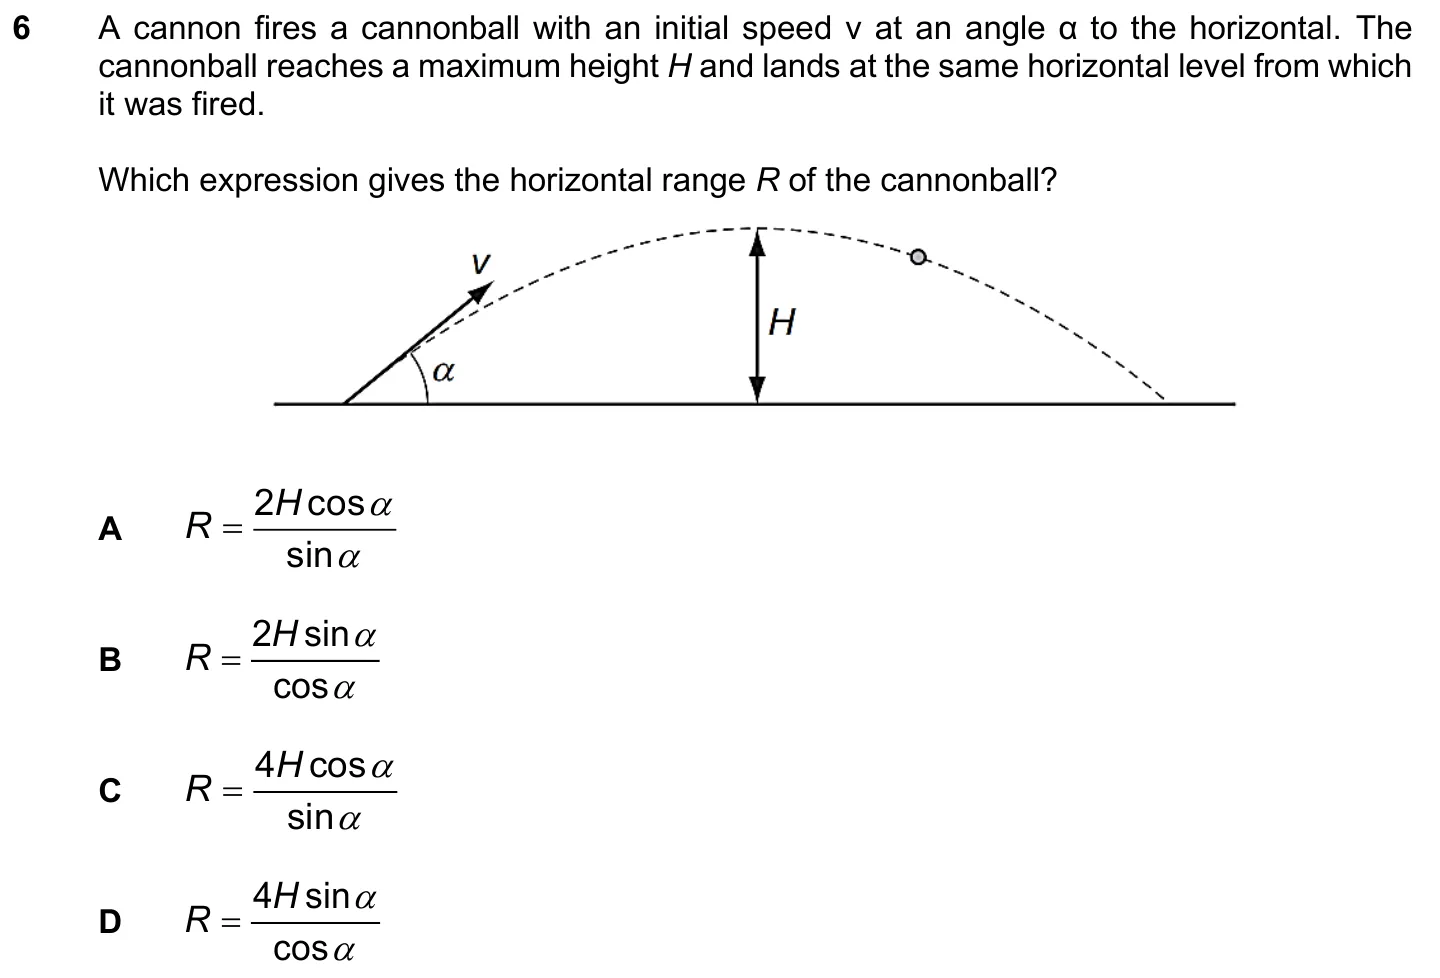 6 A cannon fires a cannonball with an initial speed v at an angle α to the horizontal. The
cannonball reaches a maximum height H and lands at the same horizontal level from which
it was fired.
Which expression gives the horizontal range R of the cannonball?
v
H
α
A R = 2H cos α / sin α
B R = 2H sin α / cos α
C R = 4H cos α / sin α
D R = 4H sin α / cos α